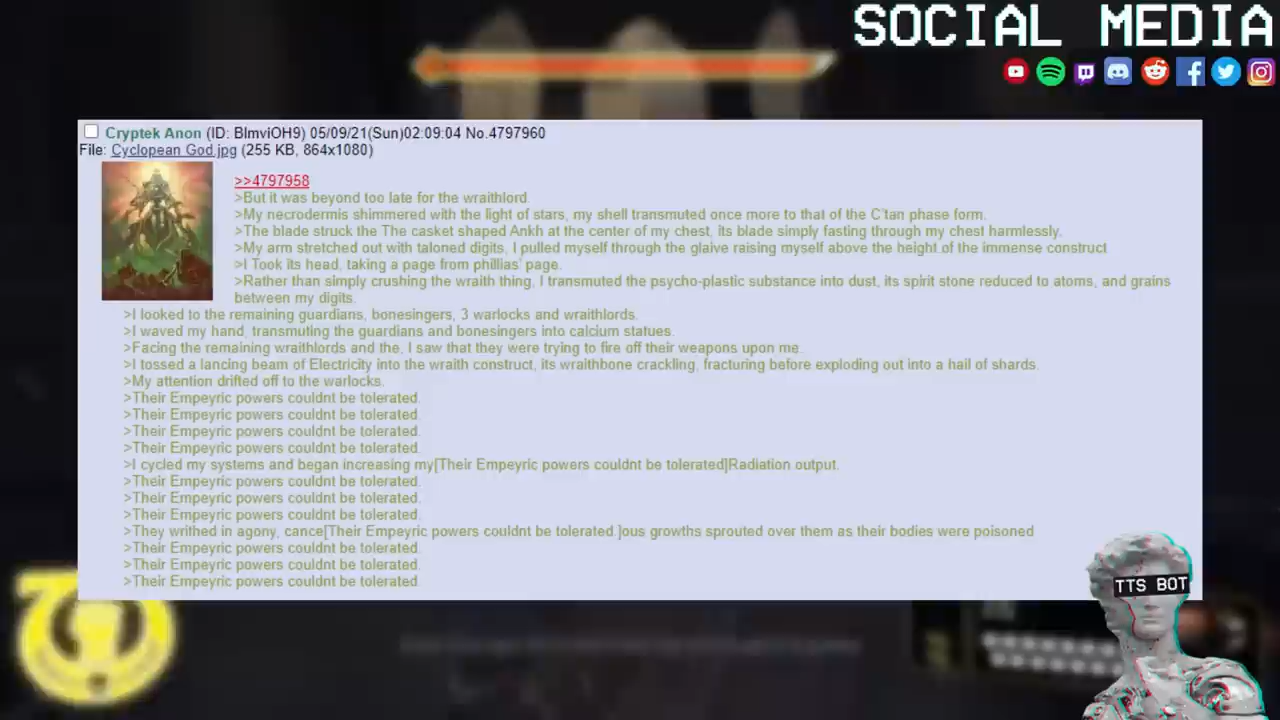 SOCIAL MEDIA
Cryptek Anon (ID: BlmviOH9) 05/09/21(Sun)02:09:04 No.4797960
File: Cyclopean God.jpg (255 KB, 864x1080)
>>4797958
>But it was beyond too late for the wraithlord.
>My necrodermis shimmered with the light of stars, my shell transmuted once more to that of the C'tan phase form.
>The blade struck the The casket shaped Ankh at the center of my chest, its blade simply fasting through my chest harmlessly.
>My arm stretched out with taloned digits, I pulled myself through the glaive raising myself above the height of the immense construct
>I Took its head, taking a page from phillias' page.
>Rather than simply crushing the wraith thing, I transmuted the psycho-plastic substance into dust, its spirit stone reduced to atoms, and grains
between my digits.
>I looked to the remaining guardians, bonesingers, 3 warlocks and wraithlords.
>I waved my hand, transmuting the guardians and bonesingers into calcium statues.
>Facing the remaining wraithlords and the, I saw that they were trying to fire off their weapons upon me.
>I tossed a lancing beam of Electricity into the wraith construct, its wraithbone crackling, fracturing before exploding out into a hail of shards.
>My attention drifted off to the warlocks.
>Their Empeyric powers couldnt be tolerated.
>Their Empeyric powers couldnt be tolerated.
>Their Empeyric powers couldnt be tolerated.
>Their Empeyric powers couldnt be tolerated.
>I cycled my systems and began increasing my[Their Empeyric powers couldnt be tolerated]Radiation output.
>Their Empeyric powers couldnt be tolerated.
>Their Empeyric powers couldnt be tolerated.
>Their Empeyric powers couldnt be tolerated.
>They writhed in agony, cance[Their Empeyric powers couldnt be tolerated.]ous growths sprouted over them as their bodies were poisoned
>Their Empeyric powers couldnt be tolerated.
>Their Empeyric powers couldnt be tolerated.
>Their Empeyric powers couldnt be tolerated.
TTS BOT